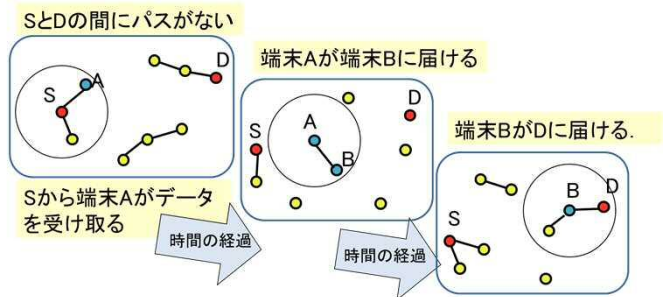 SとDの間にパスがない
A
S
D
Sから端末Aがデータ
を受け取る
時間の経過
端末Aが端末Bに届ける
S
A
B
D
時間の経過
端末BがDに届ける.
S
B
D